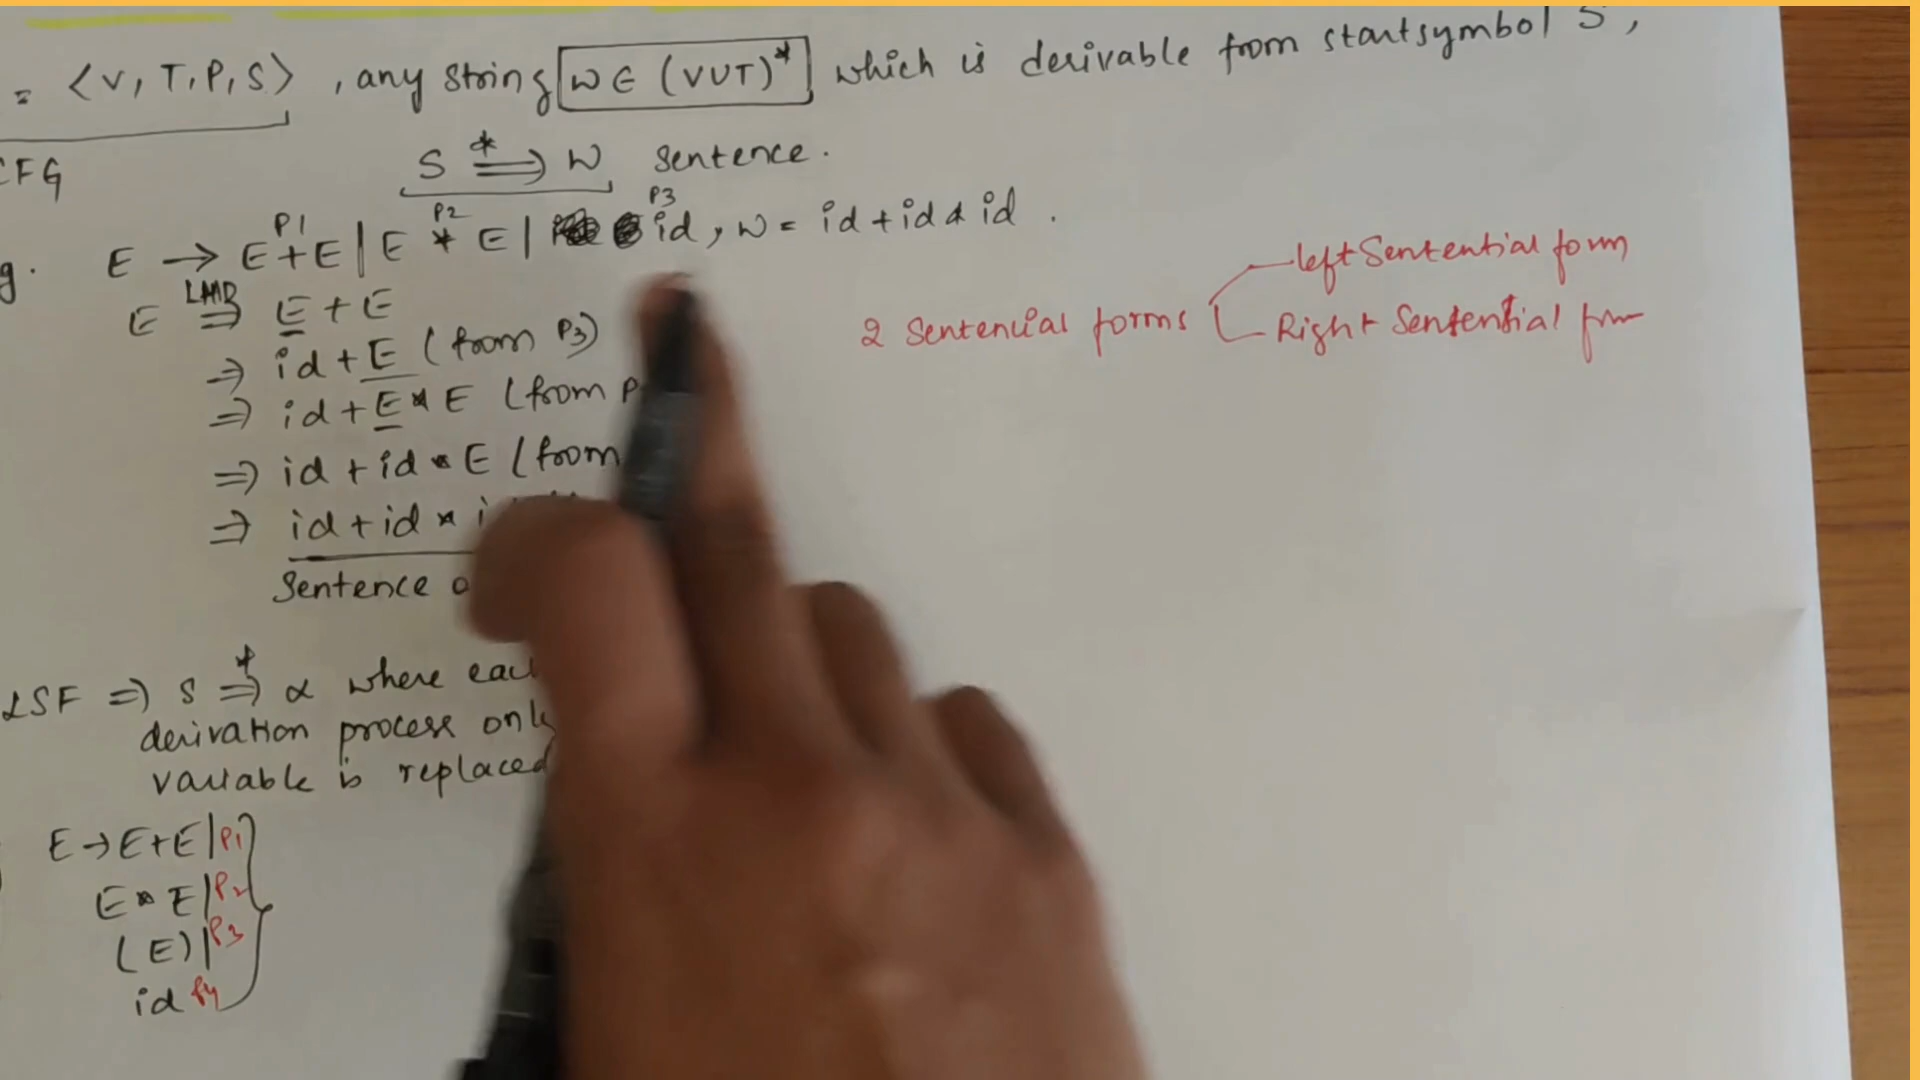 = ⟨V, T, P, S⟩ , any string w ∈ (VUT)* which is derivable from startsymbol S ,
CFG
S *⇒ w sentence .
P1 P2 P3
g. E → E + E | E * E | id , w = id + id * id .
E LMD⇒ E + E
⇒ id + E (from P3)
⇒ id + E * E (from P
⇒ id + id * E (from
⇒ id + id * i
Sentence
2 Sentencial forms
left Sentential form
Right Sentential form
LSF ⇒ S *⇒ α where each
derivation process only
variable is replaced
E → E+E | P1
E * E | P2
(E) | P3
id P4